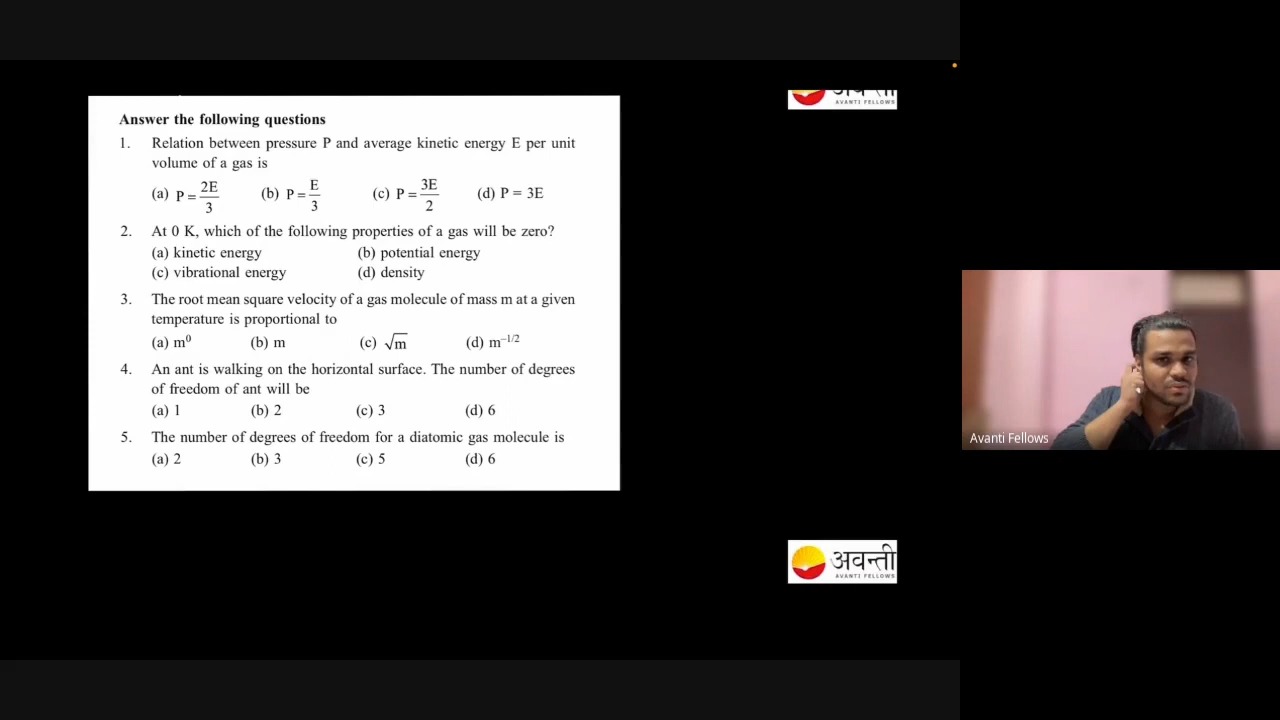 Answer the following questions
1. Relation between pressure P and average kinetic energy E per unit
volume of a gas is
(a) P = 2E/3 (b) P = E/3 (c) P = 3E/2 (d) P = 3E
2. At 0 K, which of the following properties of a gas will be zero?
(a) kinetic energy (b) potential energy
(c) vibrational energy (d) density
3. The root mean square velocity of a gas molecule of mass m at a given
temperature is proportional to
(a) m⁰ (b) m (c) √m (d) m⁻¹/²
4. An ant is walking on the horizontal surface. The number of degrees
of freedom of ant will be
(a) 1 (b) 2 (c) 3 (d) 6
5. The number of degrees of freedom for a diatomic gas molecule is
(a) 2 (b) 3 (c) 5 (d) 6
AVANTI FELLOWS
अवन्ती
AVANTI FELLOWS
Avanti Fellows